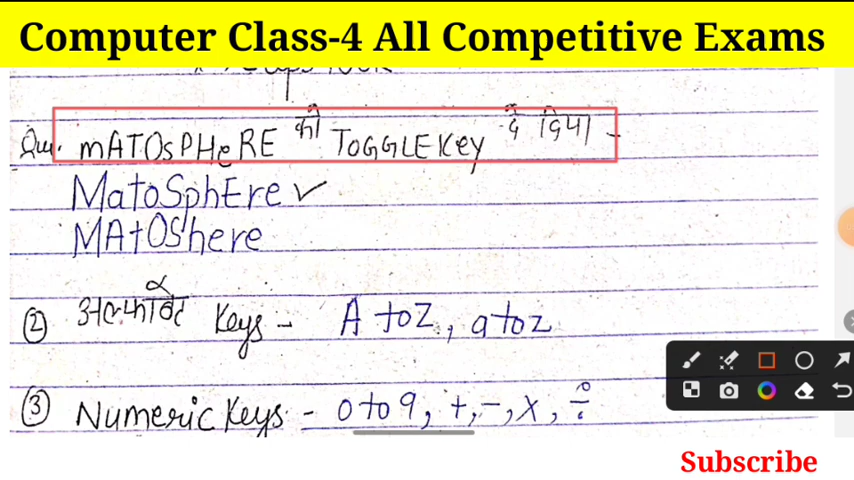 Computer Class-4 All Competitive Exams
Qu. mATOsPHeRE को ToGGLEKey दे दिया -
MatoSphEre ✓
MAtOShere
② अल्फाबेट Keys - A toZ, a to z
③ Numeric Keys - 0 to 9, +, -, x, ÷
Subscribe